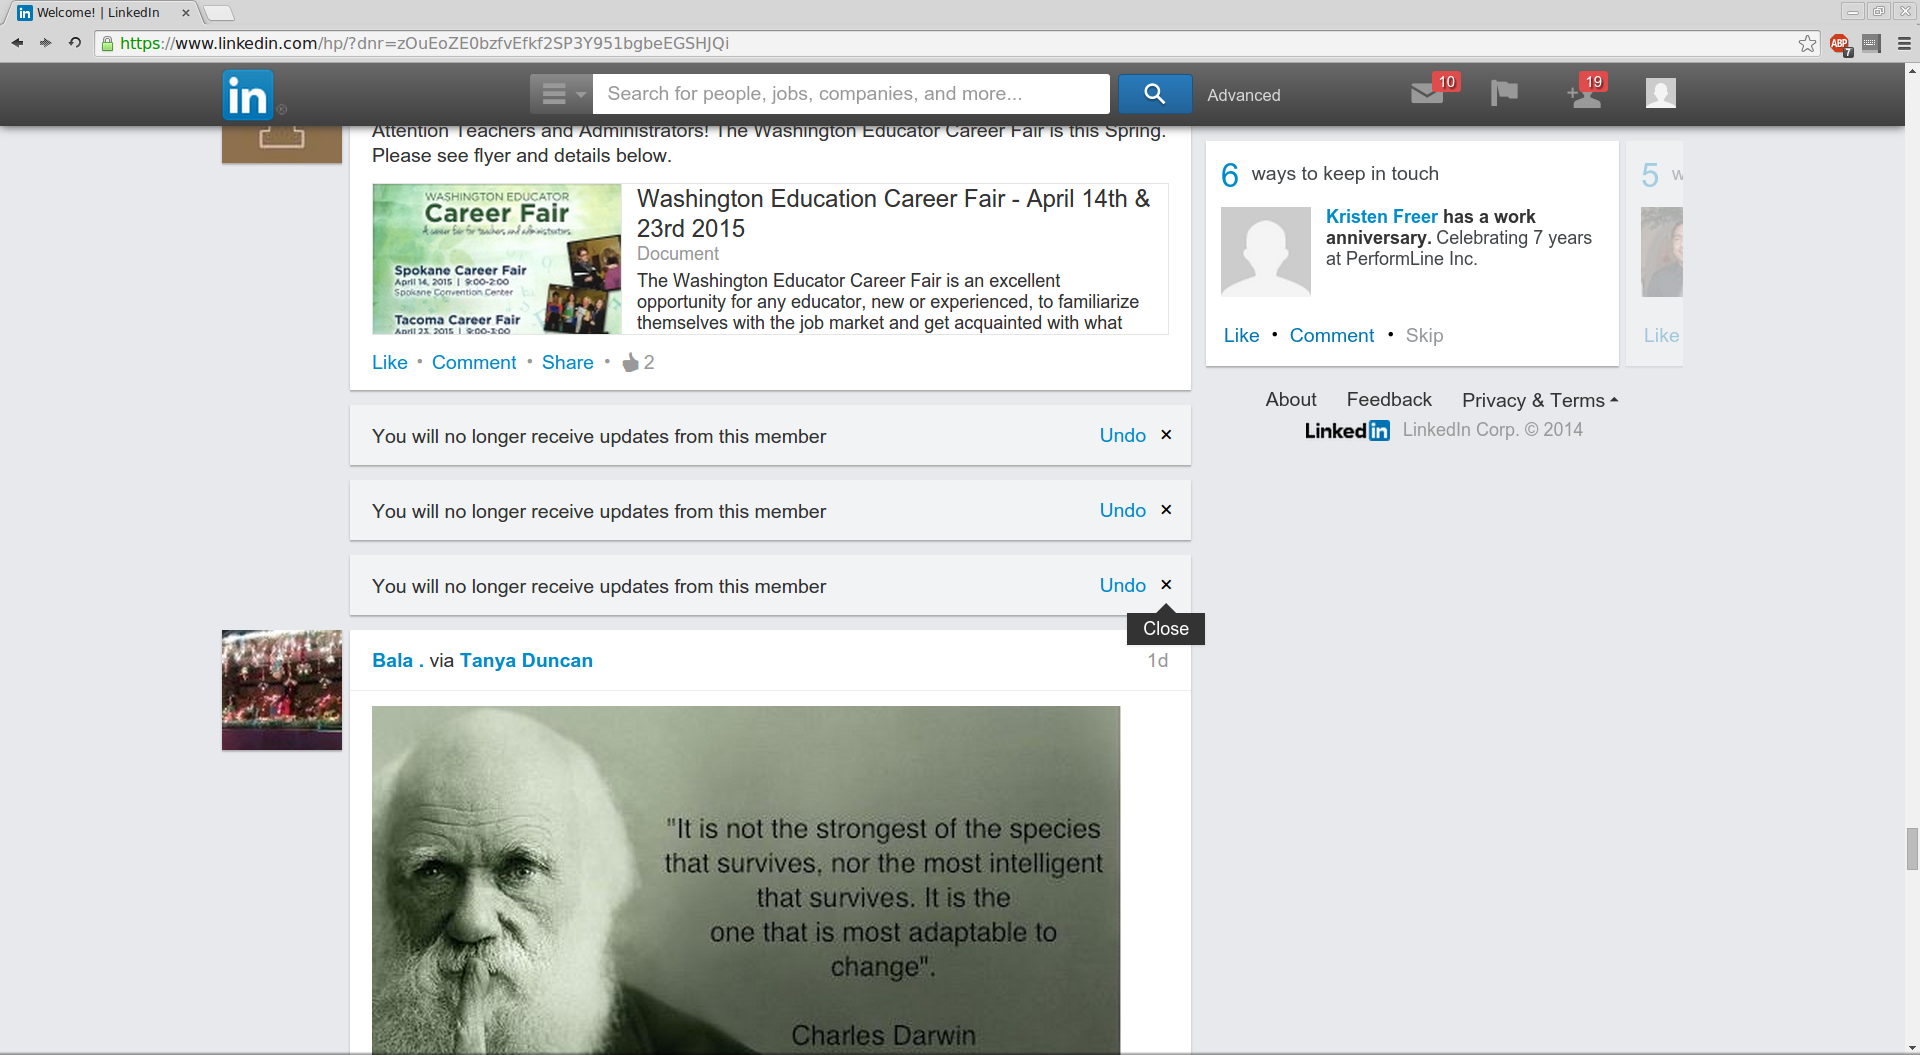 Welcome! | LinkedIn
https://www.linkedin.com/hp/?dnr=zOuEoZE0bzfvEfkf2SP3Y951bgbeEGSHJQi
ABP
7
in
Search for people, jobs, companies, and more...
Advanced
10
19
Attention Teachers and Administrators! The Washington Educator Career Fair is this Spring.
Please see flyer and details below.
WASHINGTON EDUCATOR
Career Fair
A career fair for teachers and administrators
Spokane Career Fair
April 14, 2015 | 9:00-2:00
Spokane Convention Center
Tacoma Career Fair
April 23, 2015 | 9:00-3:00
Washington Education Career Fair - April 14th &
23rd 2015
Document
The Washington Educator Career Fair is an excellent
opportunity for any educator, new or experienced, to familiarize
themselves with the job market and get acquainted with what
Like • Comment • Share • 2
You will no longer receive updates from this member Undo ×
You will no longer receive updates from this member Undo ×
You will no longer receive updates from this member Undo ×
Close
Bala . via Tanya Duncan 1d
"It is not the strongest of the species
that survives, nor the most intelligent
that survives. It is the
one that is most adaptable to
change".
Charles Darwin
6 ways to keep in touch
Kristen Freer has a work
anniversary. Celebrating 7 years
at PerformLine Inc.
Like • Comment • Skip
5 w
Like
About Feedback Privacy & Terms
LinkedIn LinkedIn Corp. © 2014